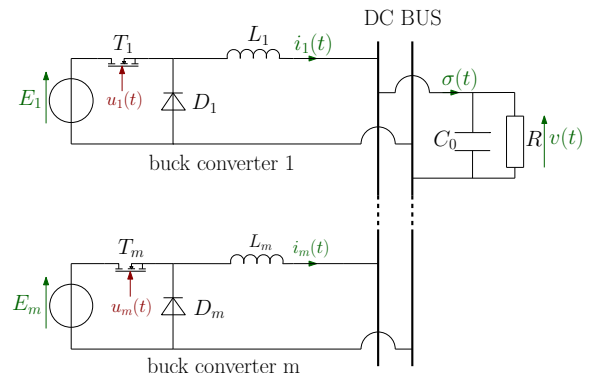 DC BUS
T₁ L₁ i₁(t)
E₁ u₁(t) D₁ σ(t)
C₀ R v(t)
buck converter 1
Tₘ Lₘ iₘ(t)
Eₘ uₘ(t) Dₘ
buck converter m